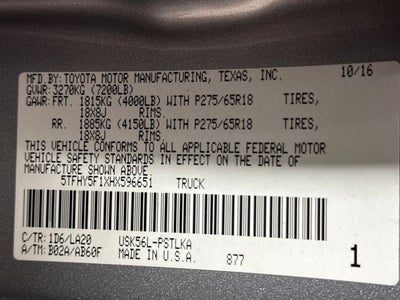 MFD.BY:TOYOTA MOTOR MANUFACTURING, TEXAS, INC. 10/16
GVWR: 3270KG (7200LB)
GAWR: FRT. 1815KG (4000LB) WITH P275/65R18 TIRES,
18X8J RIMS.
RR. 1885KG (4150LB) WITH P275/65R18 TIRES,
18X8J RIMS.
THIS VEHICLE CONFORMS TO ALL APPLICABLE FEDERAL MOTOR
VEHICLE SAFETY STANDARDS IN EFFECT ON THE DATE OF
MANUFACTURE SHOWN ABOVE.
5TFHY5F1XHX596651 TRUCK
C/TR: 1D6/LA20 USK56L-PSTLKA
A/TM: B02A/AB60F MADE IN U.S.A. 877 1